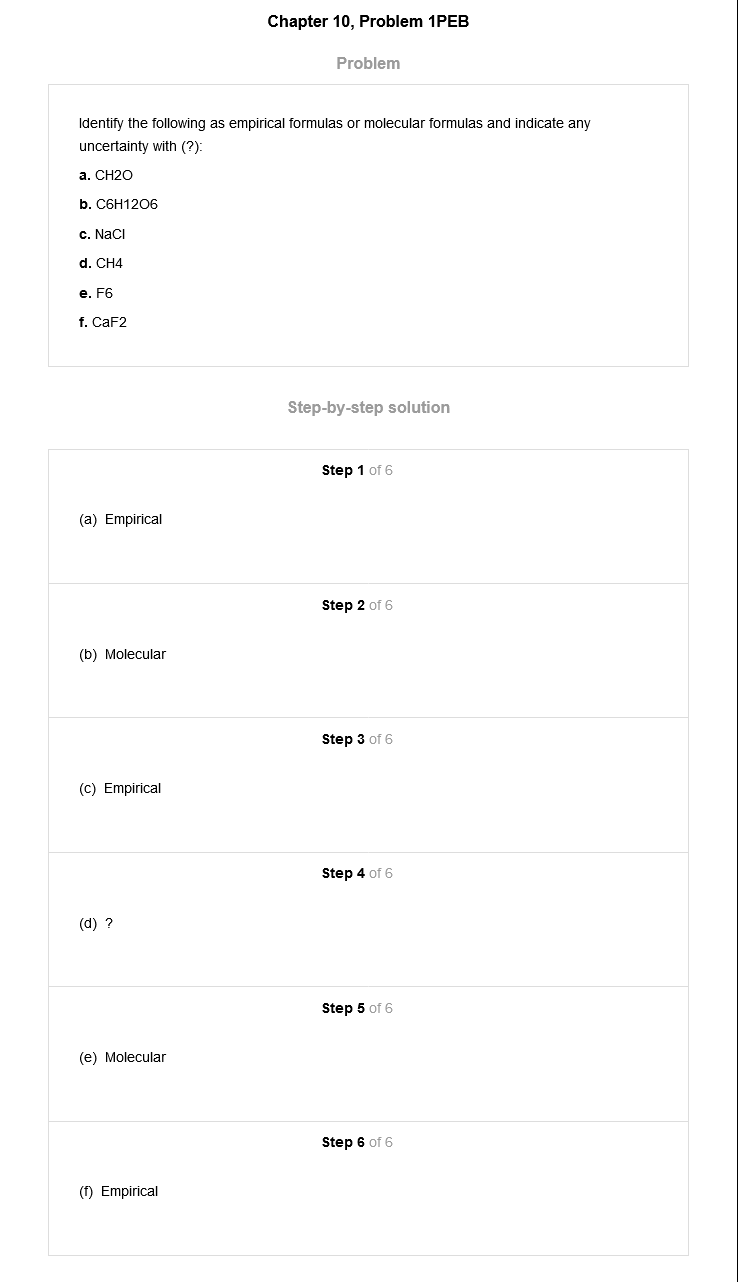 Chapter 10, Problem 1PEB
Problem
Identify the following as empirical formulas or molecular formulas and indicate any
uncertainty with (?):
a. CH2O
b. C6H12O6
c. NaCl
d. CH4
e. F6
f. CaF2
Step-by-step solution
Step 1 of 6
(a) Empirical
Step 2 of 6
(b) Molecular
Step 3 of 6
(c) Empirical
Step 4 of 6
(d) ?
Step 5 of 6
(e) Molecular
Step 6 of 6
(f) Empirical